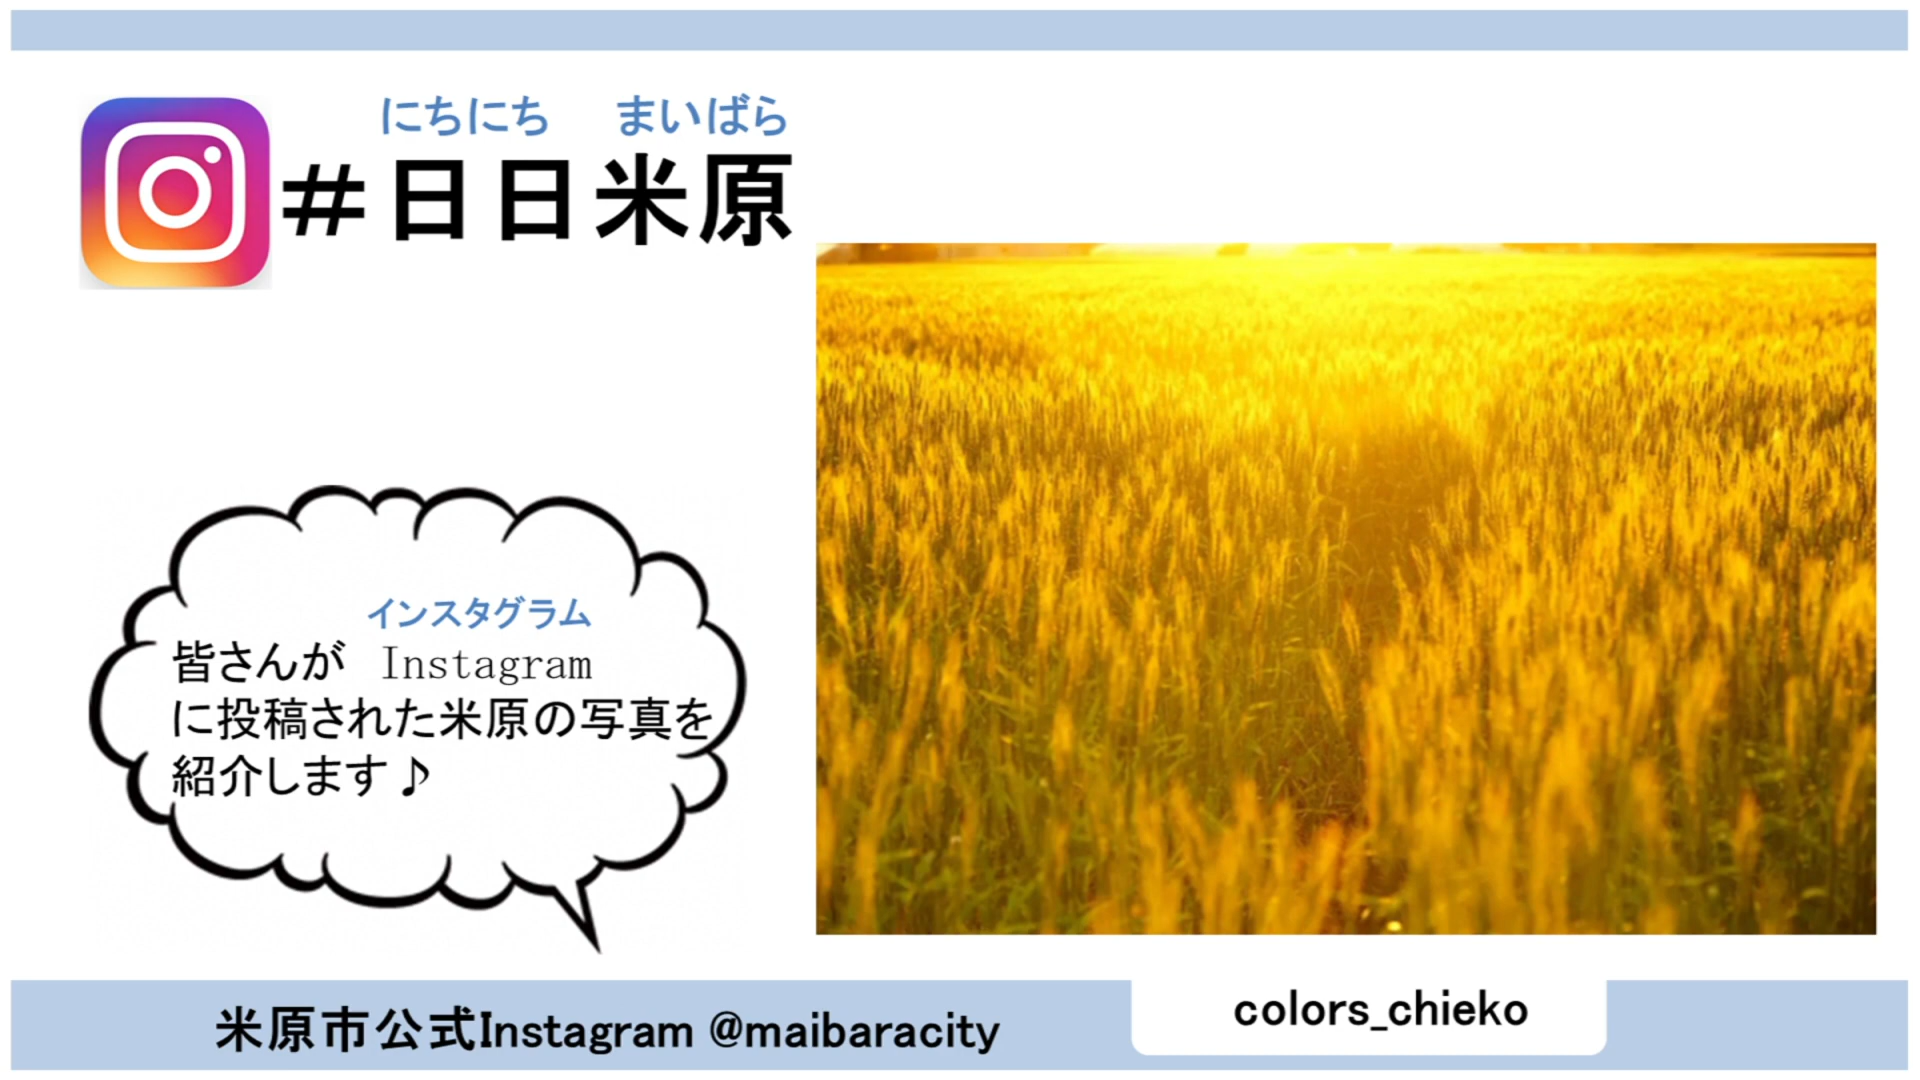 にちにち まいばら
#日日米原
インスタグラム
皆さんが Instagram
に投稿された米原の写真を
紹介します♪
米原市公式Instagram @maibaracity
colors_chieko